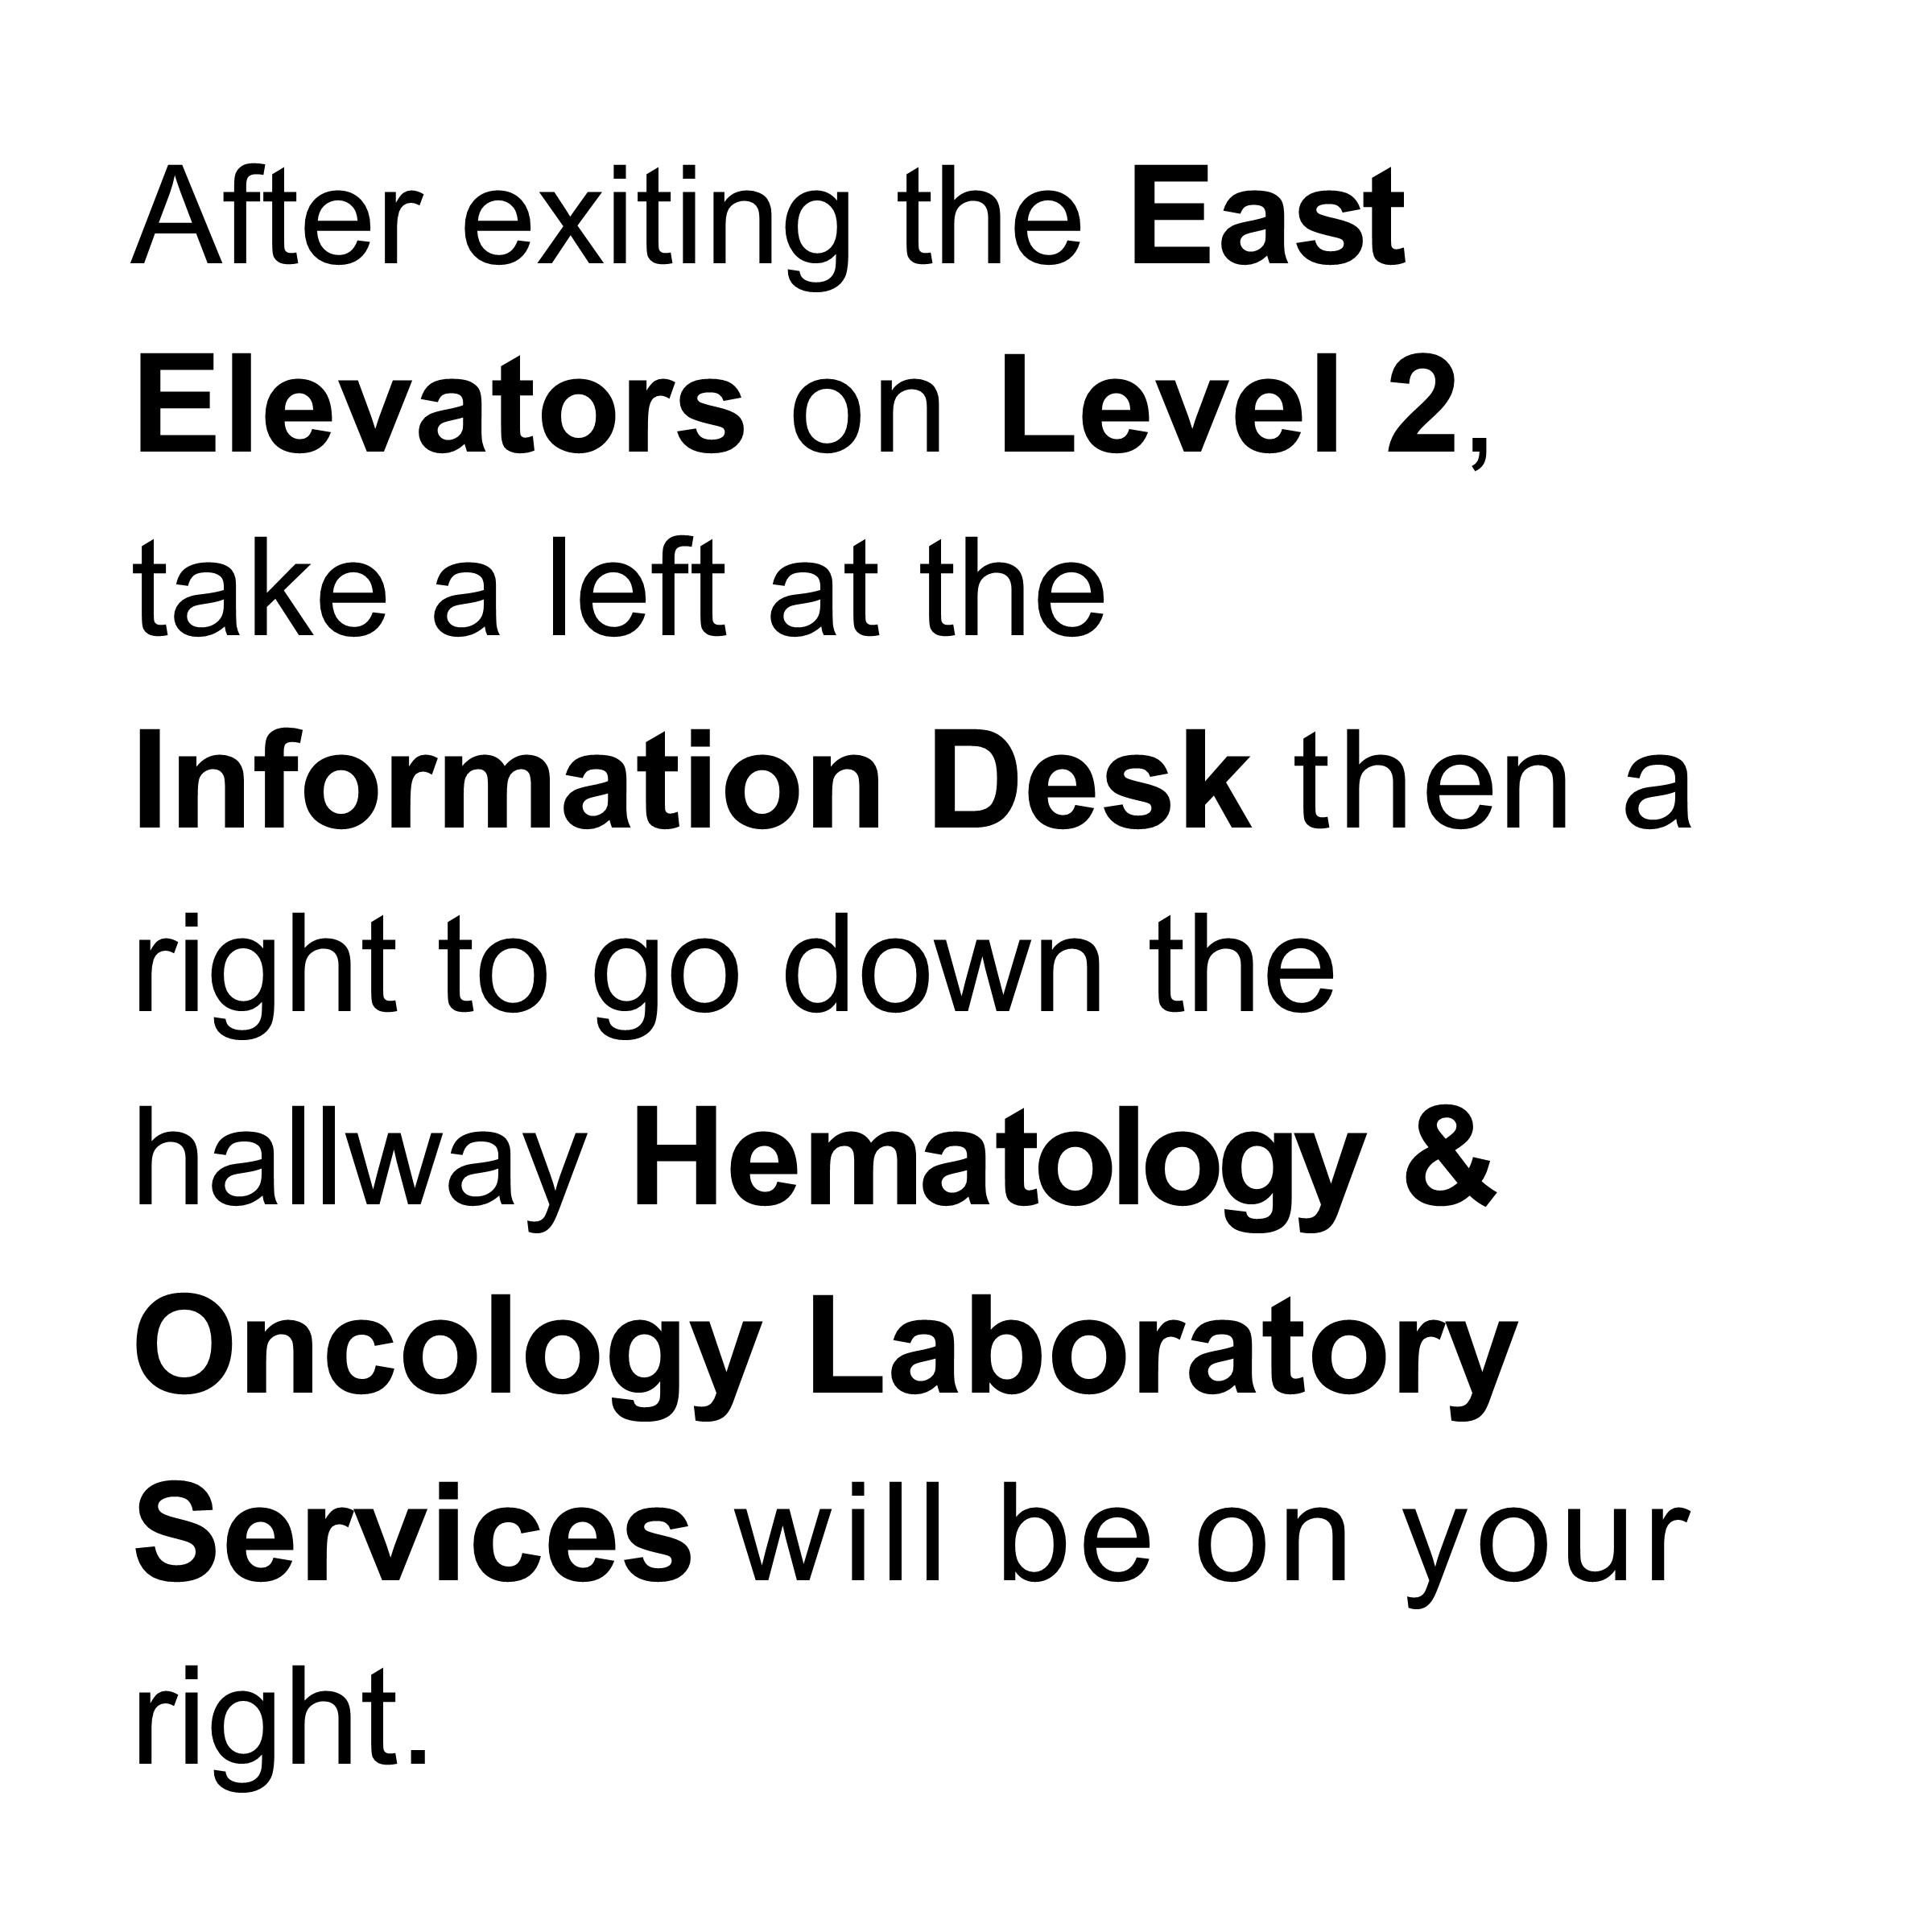 After exiting the East
Elevators on Level 2,
take a left at the
Information Desk then a
right to go down the
hallway Hematology &
Oncology Laboratory
Services will be on your
right.